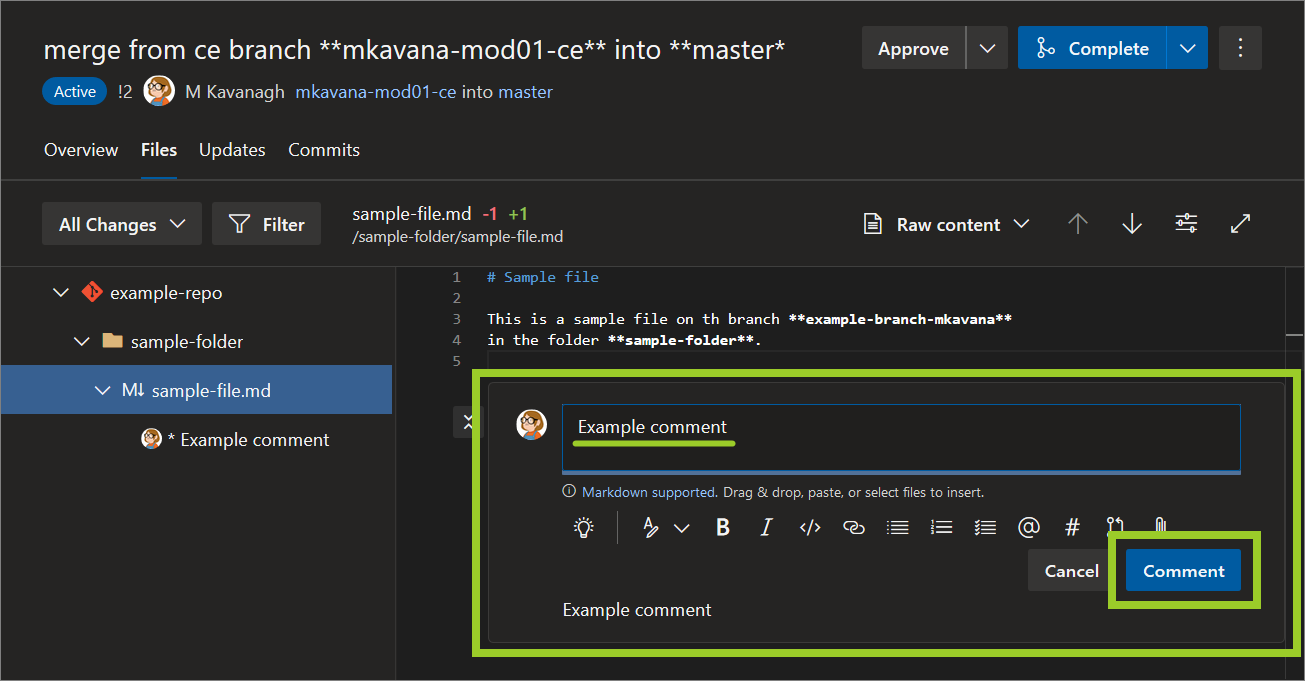 merge from ce branch **mkavana-mod01-ce** into **master*
Approve
Complete
Active !2 M Kavanagh mkavana-mod01-ce into master
Overview Files Updates Commits
All Changes Filter
sample-file.md -1 +1
/sample-folder/sample-file.md
Raw content
example-repo
sample-folder
M↓ sample-file.md
* Example comment
1 # Sample file
2
3 This is a sample file on th branch **example-branch-mkavana**
4 in the folder **sample-folder**.
5
Example comment
Markdown supported. Drag & drop, paste, or select files to insert.
B I </> @ #
Cancel Comment
Example comment